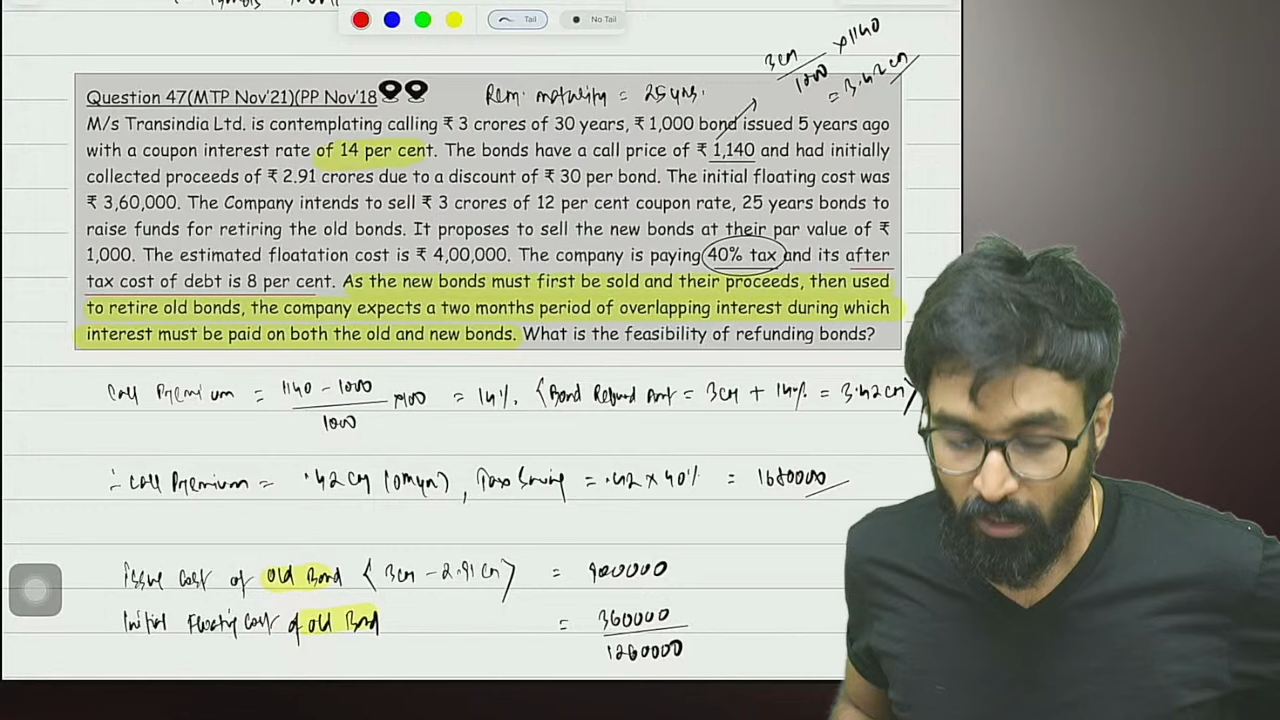 Tail
No Tail
3 cr / 1000 × 1140
= 3.42 cr
Question 47(MTP Nov'21)(PP Nov'18
Rem. maturity = 25 yrs.
M/s Transindia Ltd. is contemplating calling ₹ 3 crores of 30 years, ₹ 1,000 bond issued 5 years ago
with a coupon interest rate of 14 per cent. The bonds have a call price of ₹ 1,140 and had initially
collected proceeds of ₹ 2.91 crores due to a discount of ₹ 30 per bond. The initial floating cost was
₹ 3,60,000. The Company intends to sell ₹ 3 crores of 12 per cent coupon rate, 25 years bonds to
raise funds for retiring the old bonds. It proposes to sell the new bonds at their par value of ₹
1,000. The estimated floatation cost is ₹ 4,00,000. The company is paying 40% tax and its after
tax cost of debt is 8 per cent. As the new bonds must first be sold and their proceeds, then used
to retire old bonds, the company expects a two months period of overlapping interest during which
interest must be paid on both the old and new bonds. What is the feasibility of refunding bonds?
Call Premium = 1140 - 1000 / 1000 × 100 = 14%. (Bond Refund Amt = 3cr + 14% = 3.42 cr)
∴ Call Premium = .42 cr, Tax Saving = .42 × 40% = 1680000
Issue Cost of old Bond (3cr - 2.91 cr) = 900000
Initial Floating Cost of old Bond = 360000
1260000